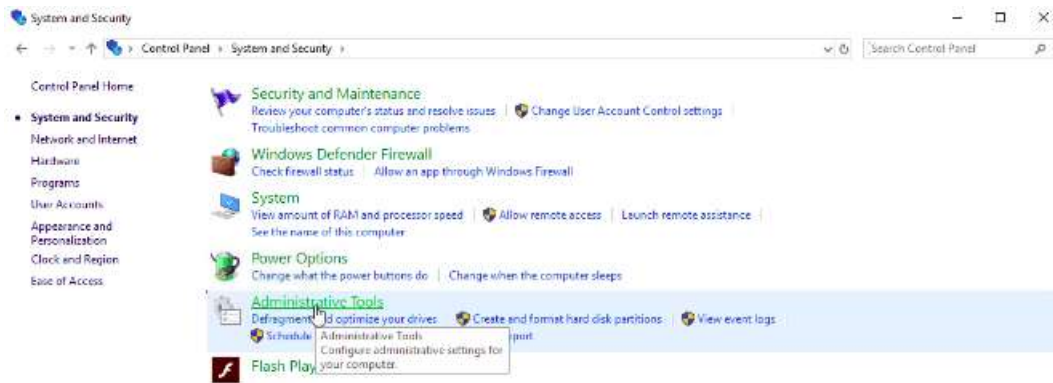 System and Security
Control Panel › System and Security ›
Search Control Panel
Control Panel Home
System and Security
Network and Internet
Hardware
Programs
User Accounts
Appearance and
Personalization
Clock and Region
Ease of Access
Security and Maintenance
Review your computer's status and resolve issues | Change User Account Control settings |
Troubleshoot common computer problems
Windows Defender Firewall
Check firewall status | Allow an app through Windows Firewall
System
View amount of RAM and processor speed | Allow remote access | Launch remote assistance |
See the name of this computer
Power Options
Change what the power buttons do | Change when the computer sleeps
Administrative Tools
Defragment optimize your drives | Create and format hard disk partitions | View event logs
Schedule
Administrative Tools
Configure administrative settings for
your computer.
Flash Play